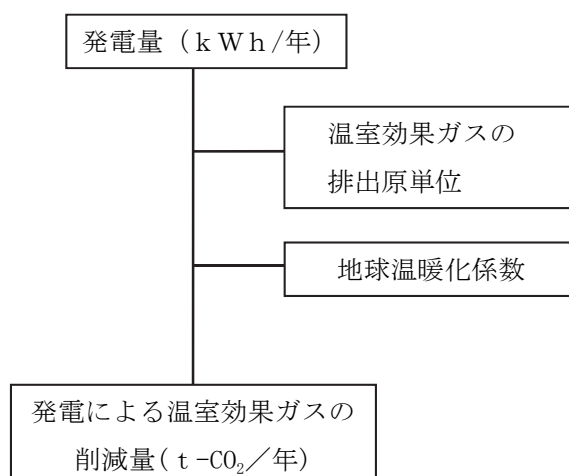 発電量（ｋＷｈ/年）
温室効果ガスの
排出原単位
地球温暖化係数
発電による温室効果ガスの
削減量(ｔ-CO₂／年)